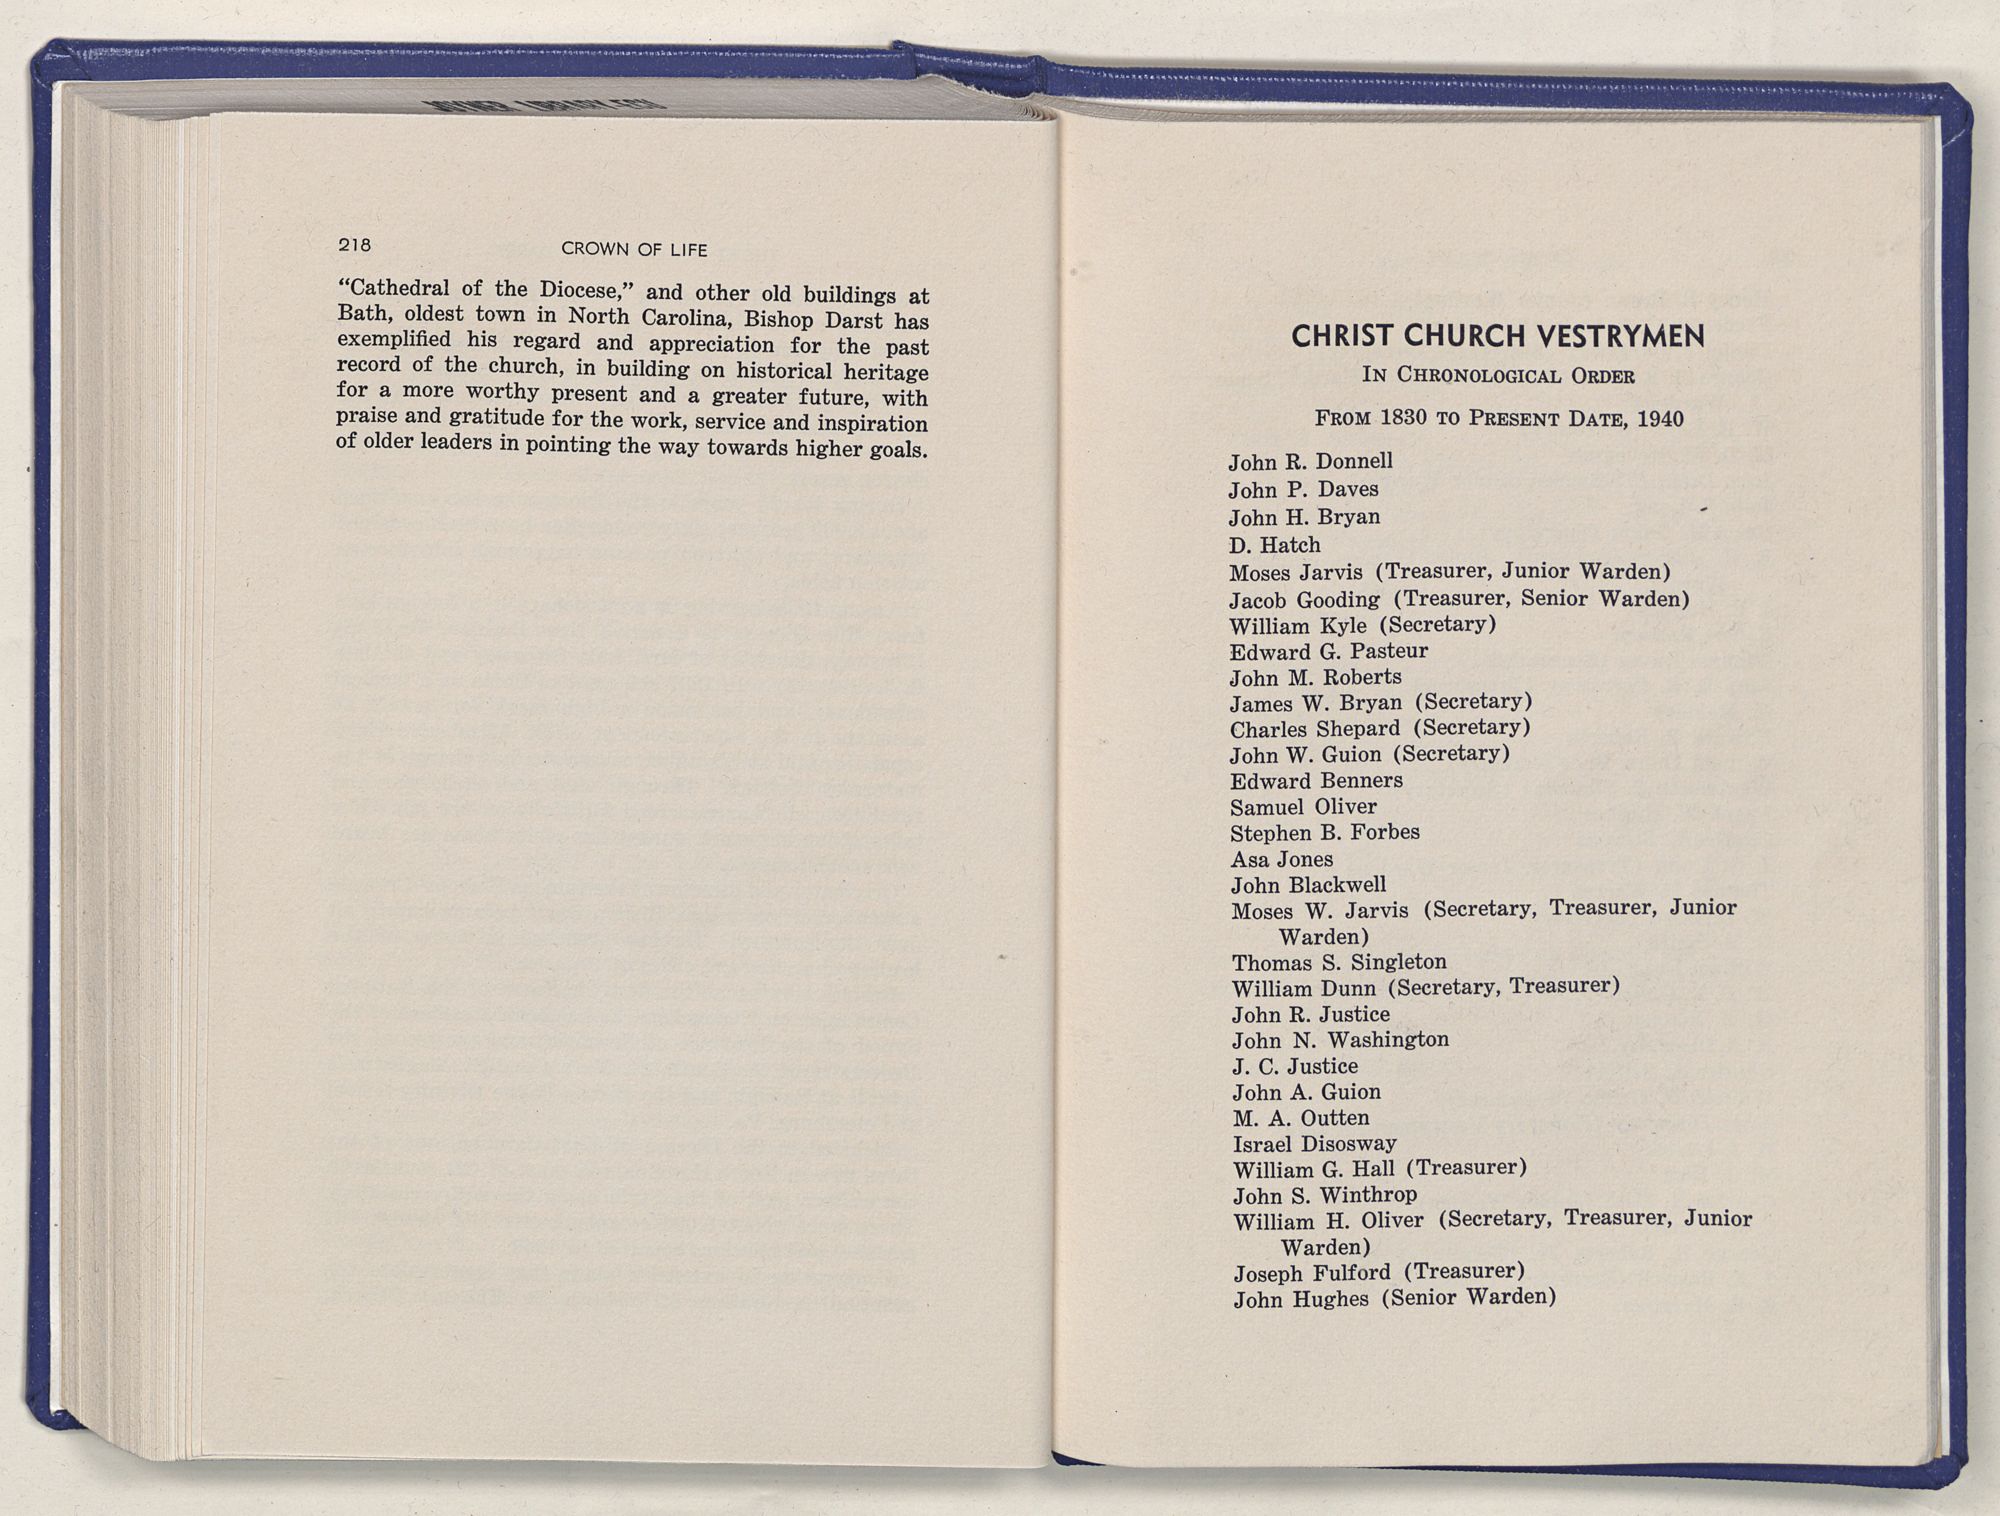 JOYNER LIBRARY-ECU
218
CROWN OF LIFE
“Cathedral of the Diocese,” and other old buildings at
Bath, oldest town in North Carolina, Bishop Darst has
exemplified his regard and appreciation for the past
record of the church, in building on historical heritage
for a more worthy present and a greater future, with
praise and gratitude for the work, service and inspiration
of older leaders in pointing the way towards higher goals.
CHRIST CHURCH VESTRYMEN
IN CHRONOLOGICAL ORDER
FROM 1830 TO PRESENT DATE, 1940
John R. Donnell
John P. Daves
John H. Bryan
D. Hatch
Moses Jarvis (Treasurer, Junior Warden)
Jacob Gooding (Treasurer, Senior Warden)
William Kyle (Secretary)
Edward G. Pasteur
John M. Roberts
James W. Bryan (Secretary)
Charles Shepard (Secretary)
John W. Guion (Secretary)
Edward Benners
Samuel Oliver
Stephen B. Forbes
Asa Jones
John Blackwell
Moses W. Jarvis (Secretary, Treasurer, Junior
Warden)
Thomas S. Singleton
William Dunn (Secretary, Treasurer)
John R. Justice
John N. Washington
J. C. Justice
John A. Guion
M. A. Outten
Israel Disosway
William G. Hall (Treasurer)
John S. Winthrop
William H. Oliver (Secretary, Treasurer, Junior
Warden)
Joseph Fulford (Treasurer)
John Hughes (Senior Warden)